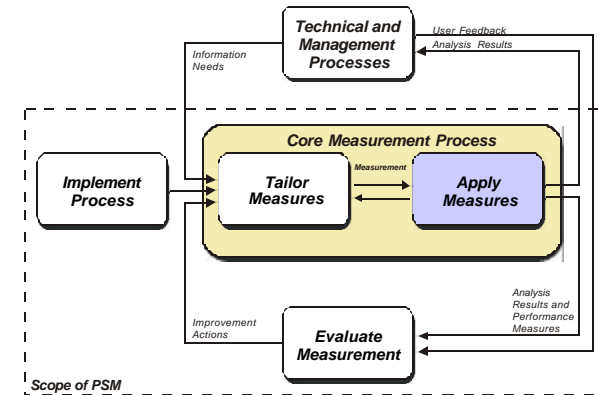 Technical and
Management
Processes
User Feedback
Analysis Results
Information
Needs
Core Measurement Process
Implement
Process
Tailor
Measures
Measurement
Apply
Measures
Analysis
Results and
Performance
Measures
Improvement
Actions
Evaluate
Measurement
Scope of PSM